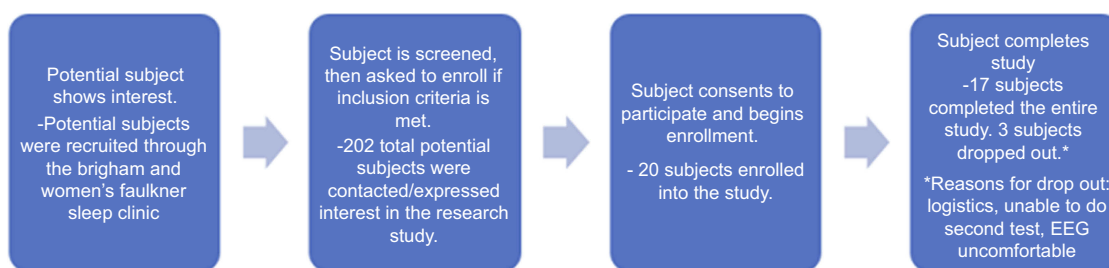 Potential subject
shows interest.
-Potential subjects
were recruited through
the brigham and
women's faulkner
sleep clinic
Subject is screened,
then asked to enroll if
inclusion criteria is
met.
-202 total potential
subjects were
contacted/expressed
interest in the research
study.
Subject consents to
participate and begins
enrollment.
- 20 subjects enrolled
into the study.
Subject completes
study
-17 subjects
completed the entire
study. 3 subjects
dropped out.*
*Reasons for drop out:
logistics, unable to do
second test, EEG
uncomfortable